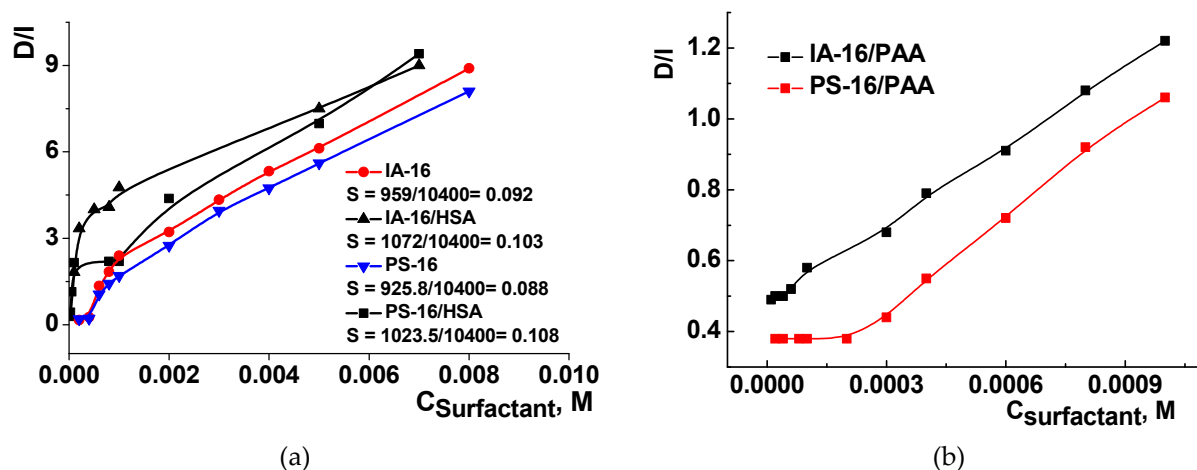 D/I
9
6
3
0
IA-16
S = 959/10400= 0.092
IA-16/HSA
S = 1072/10400= 0.103
PS-16
S = 925.8/10400= 0.088
PS-16/HSA
S = 1023.5/10400= 0.108
0.000 0.002 0.004 0.006 0.008 0.010
CSurfactant, M
(a)
D/I
1.2
1.0
0.8
0.6
0.4
IA-16/PAA
PS-16/PAA
0.0000 0.0003 0.0006 0.0009
Csurfactant, M
(b)